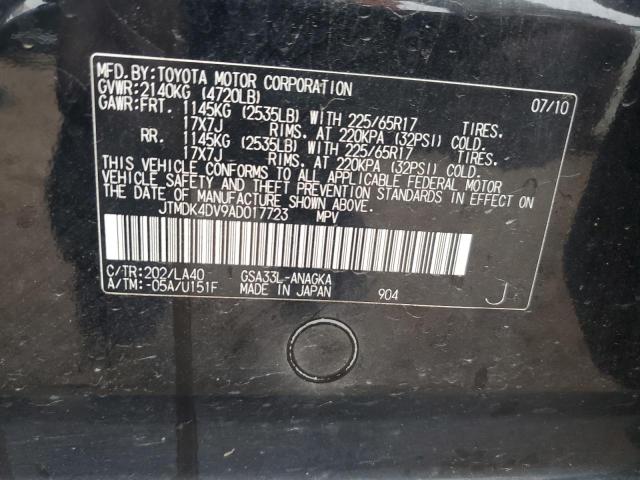 MFD. BY: TOYOTA MOTOR CORPORATION 07/10
GVWR: 2140KG (4720LB)
GAWR: FRT. 1145KG (2535LB) WITH 225/65R17 TIRES.
17X7J RIMS. AT 220KPA (32PSI) COLD.
RR. 1145KG (2535LB) WITH 225/65R17 TIRES.
17X7J RIMS. AT 220KPA (32PSI) COLD.
THIS VEHICLE CONFORMS TO ALL APPLICABLE FEDERAL MOTOR
VEHICLE SAFETY AND THEFT PREVENTION STANDARDS IN EFFECT ON
THE DATE OF MANUFACTURE SHOWN ABOVE.
JTMDK4DV9AD017723 MPV
C/TR: 202/LA40 GSA33L-ANAGKA
A/TM: -05A/U151F MADE IN JAPAN 904 J